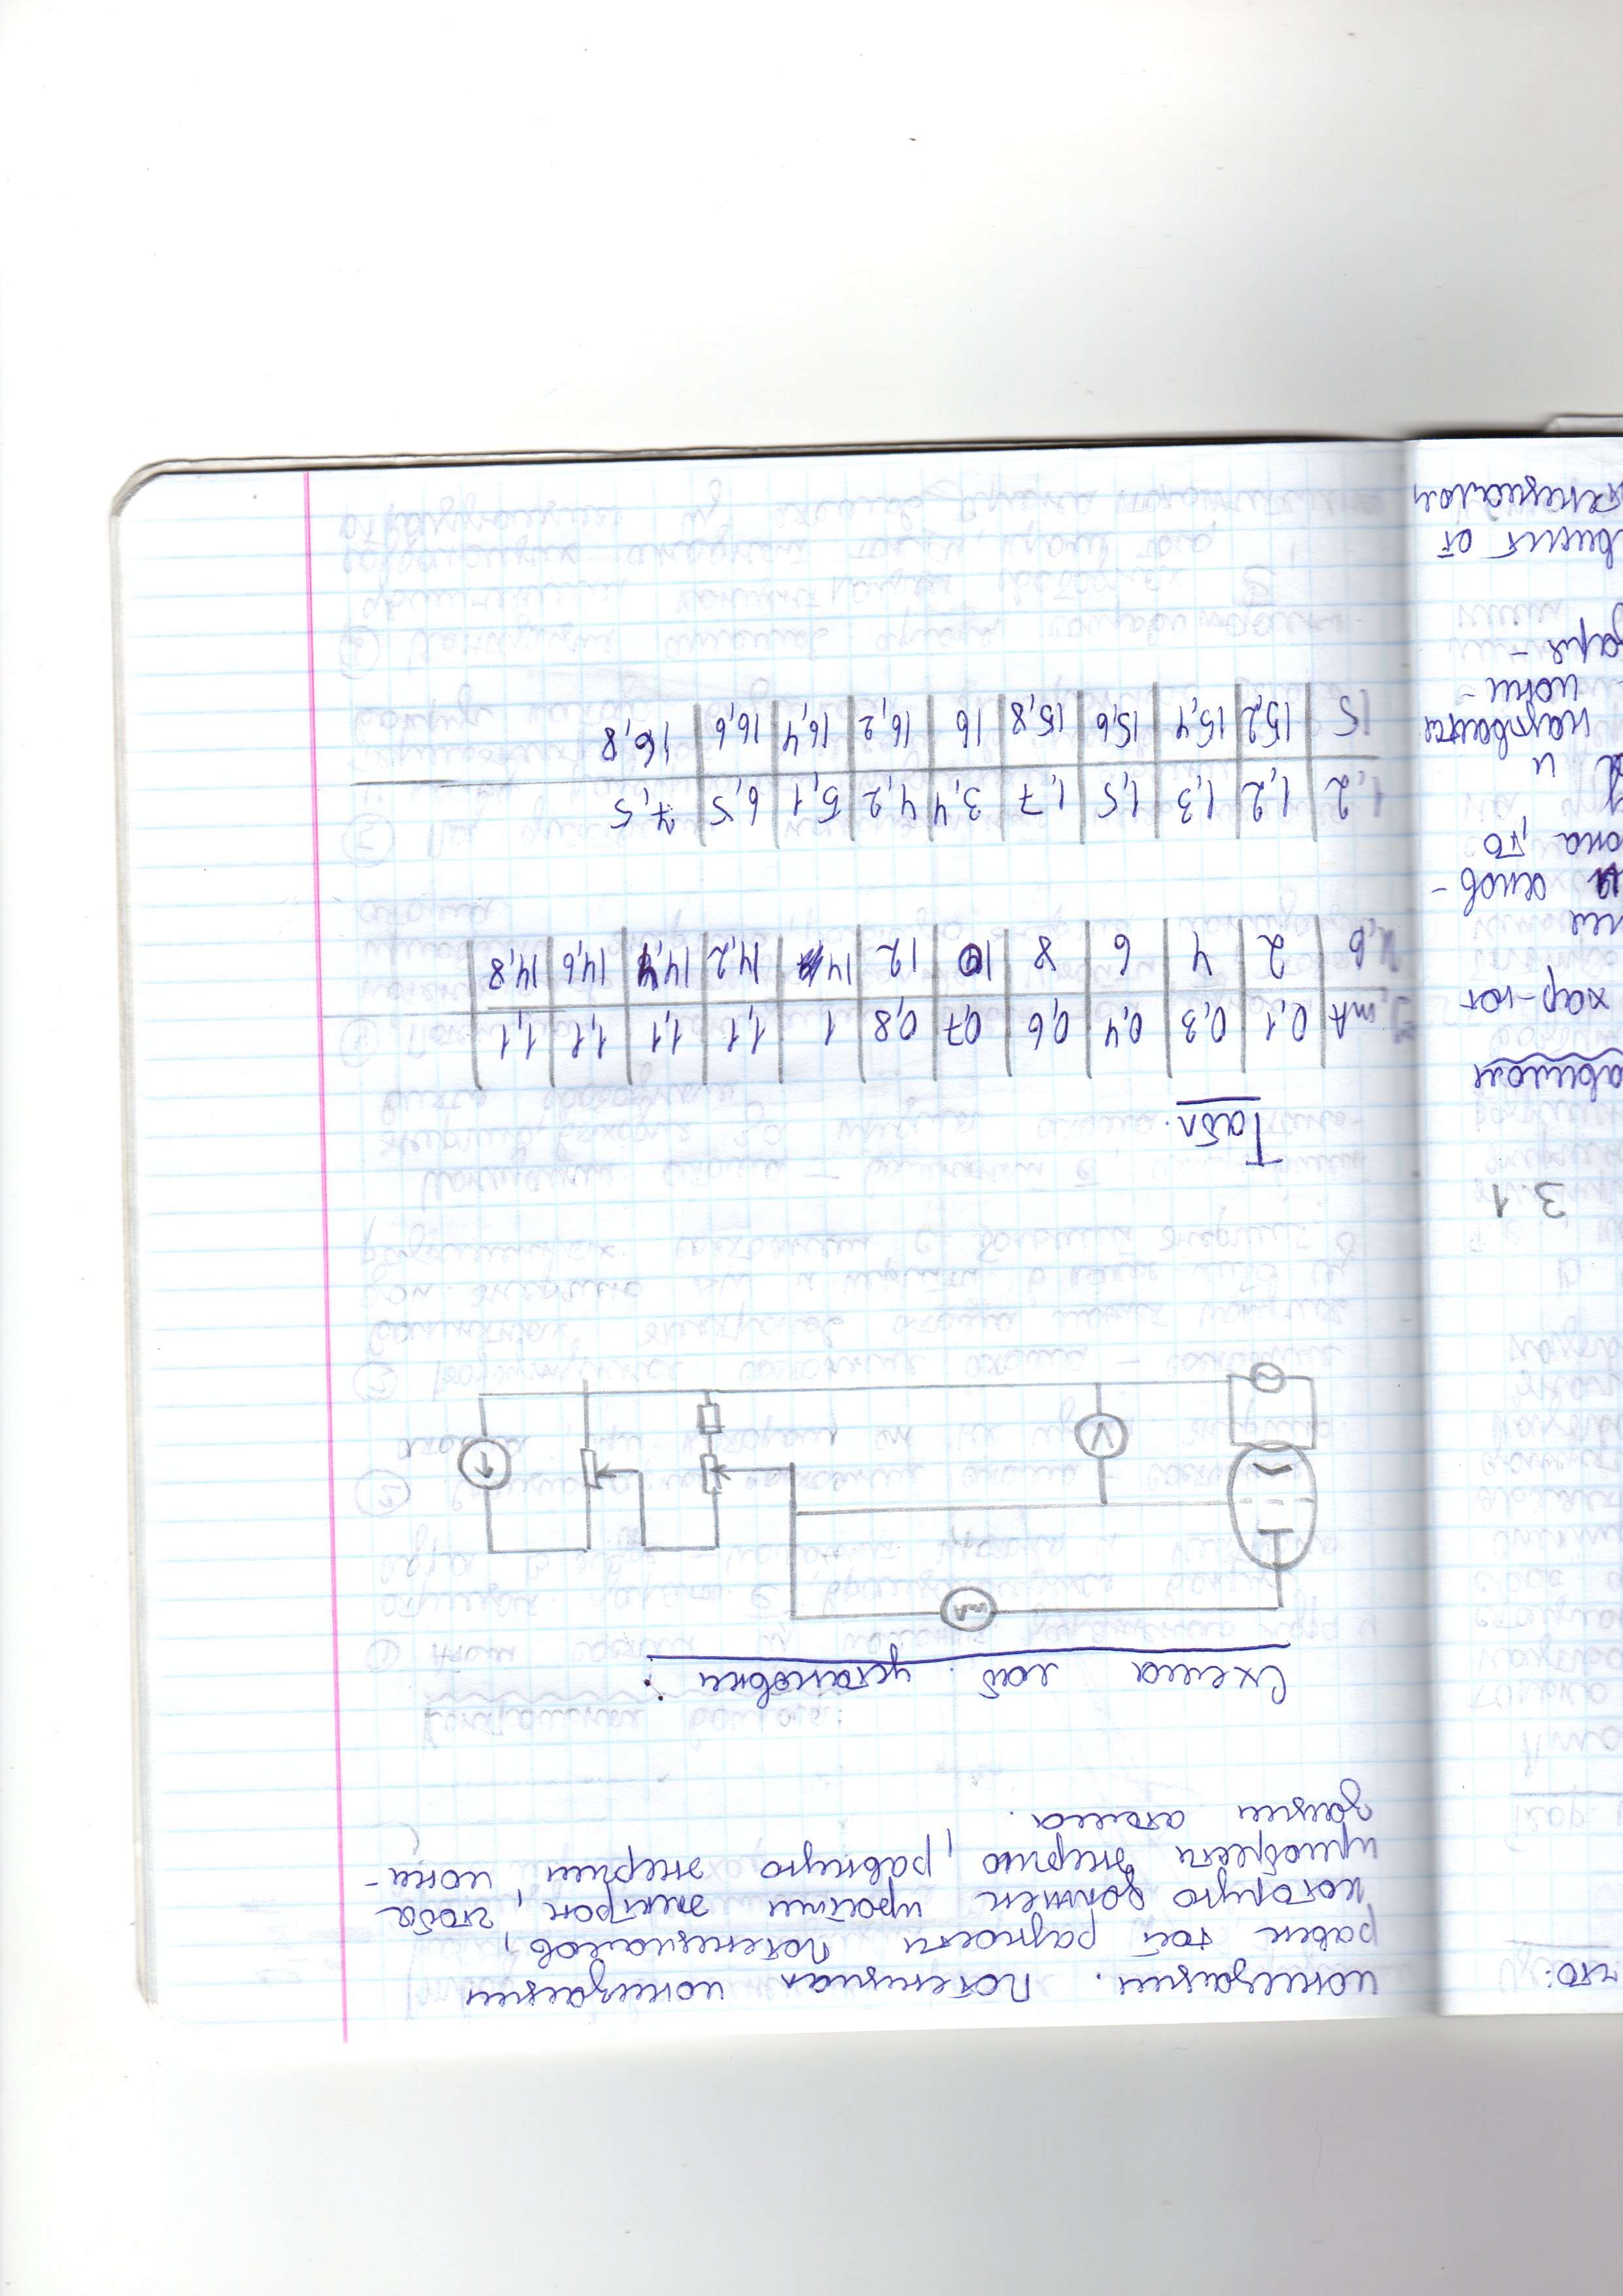 что:
3.1
авилом
хар-ют
ния
я основ-
она, то
и
называется
иони-
заря-
висит от
тенциалом
ионизации. Потенциал ионизации
равен той разности потенциалов,
которую должен пройти электрон, чтобы
приобрести энергию, равную энергии иони-
зации атома.
Схема лаб. установки:
mA
V
Табл.
I, mA 0,1 0,3 0,4 0,6 0,7 0,8 1 1,1 1,1 1,1 1,1
U, В 2 4 6 8 10 12 14 14,2 14,4 14,6 14,8
1,2 1,2 1,3 1,5 1,7 3,4 4,2 5,1 6,5 7,5
15 15,2 15,4 15,6 15,8 16 16,2 16,4 16,6 16,8